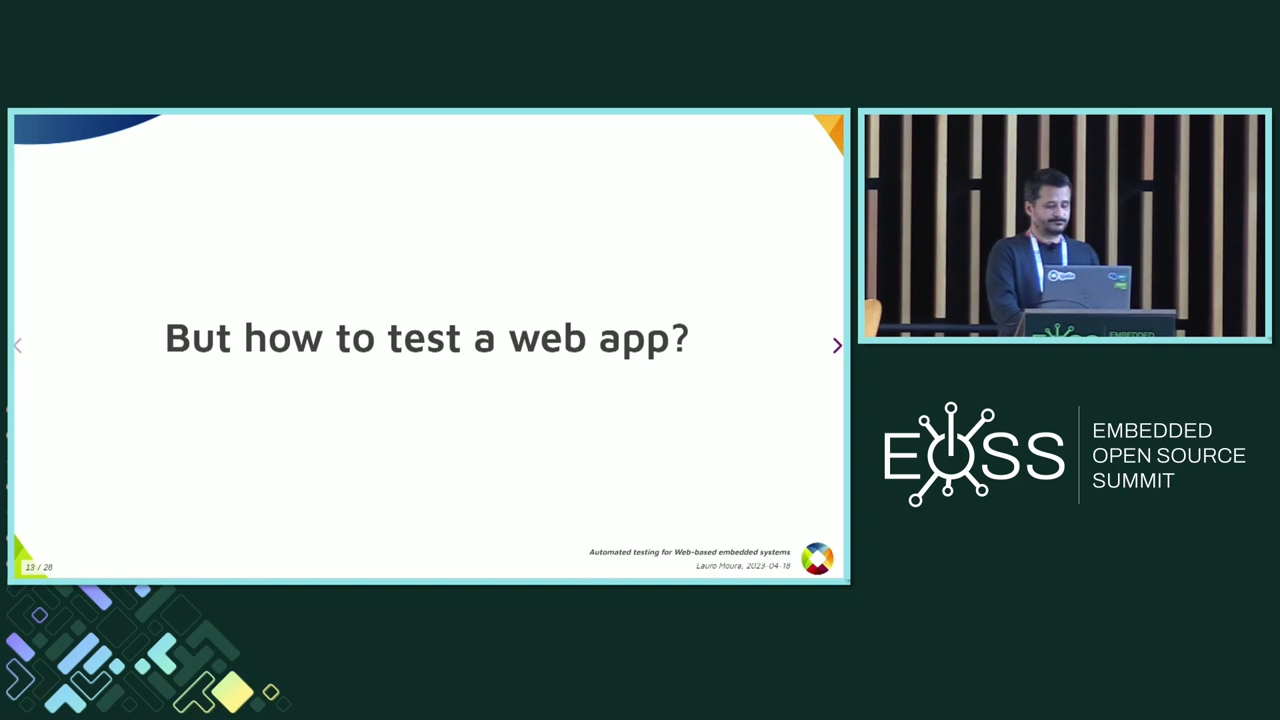 But how to test a web app?
Automated testing for Web-based embedded systems
Lauro Moura, 2023-04-18
13 / 28
EMBEDDED
EOSS
EMBEDDED
OPEN SOURCE
SUMMIT